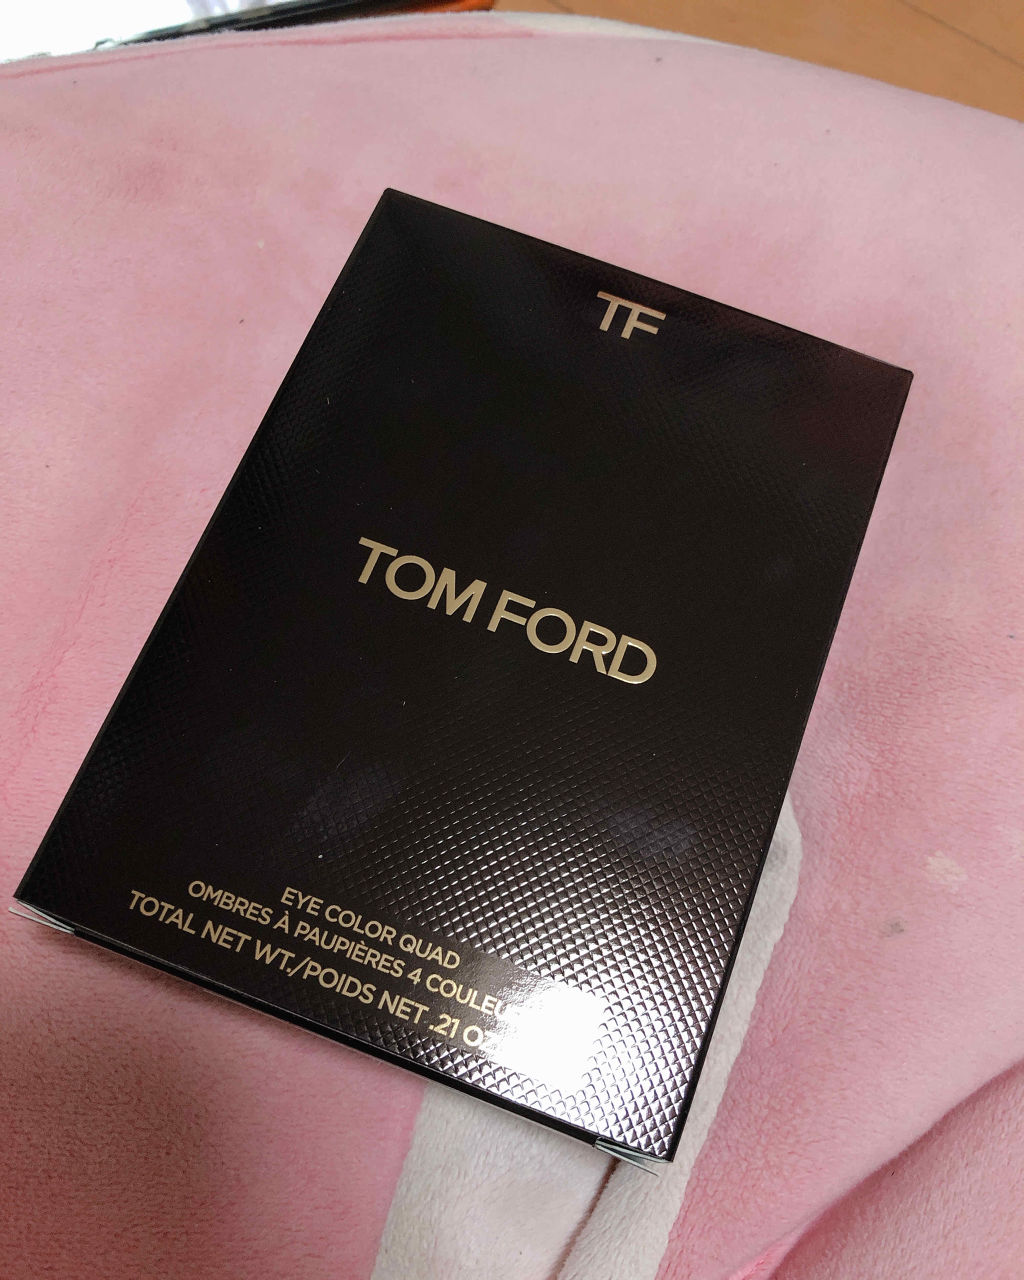 TF
TOM FORD
EYE COLOR QUAD
OMBRES À PAUPIÈRES 4
TOTAL NET WT./POIDS NET .21